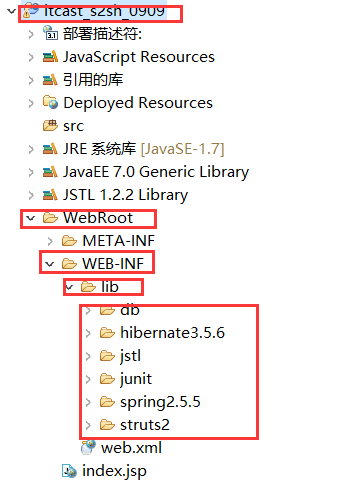 itcast_s2sh_0909
部署描述符:
JavaScript Resources
引用的库
Deployed Resources
src
JRE 系统库 [JavaSE-1.7]
JavaEE 7.0 Generic Library
JSTL 1.2.2 Library
WebRoot
META-INF
WEB-INF
lib
db
hibernate3.5.6
jstl
junit
spring2.5.5
struts2
web.xml
index.jsp